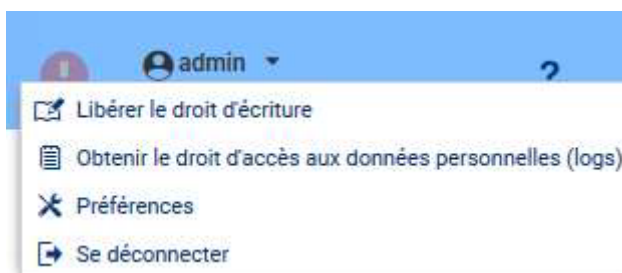 admin
?
Libérer le droit d'écriture
Obtenir le droit d'accès aux données personnelles (logs)
Préférences
Se déconnecter